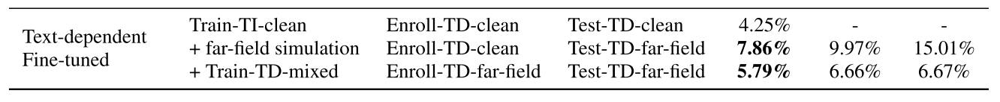 Train-TI-clean Enroll-TD-clean Test-TD-clean 4.25% - -
Text-dependent
+ far-field simulation Enroll-TD-clean Test-TD-far-field 7.86% 9.97% 15.01%
Fine-tuned
+ Train-TD-mixed Enroll-TD-far-field Test-TD-far-field 5.79% 6.66% 6.67%